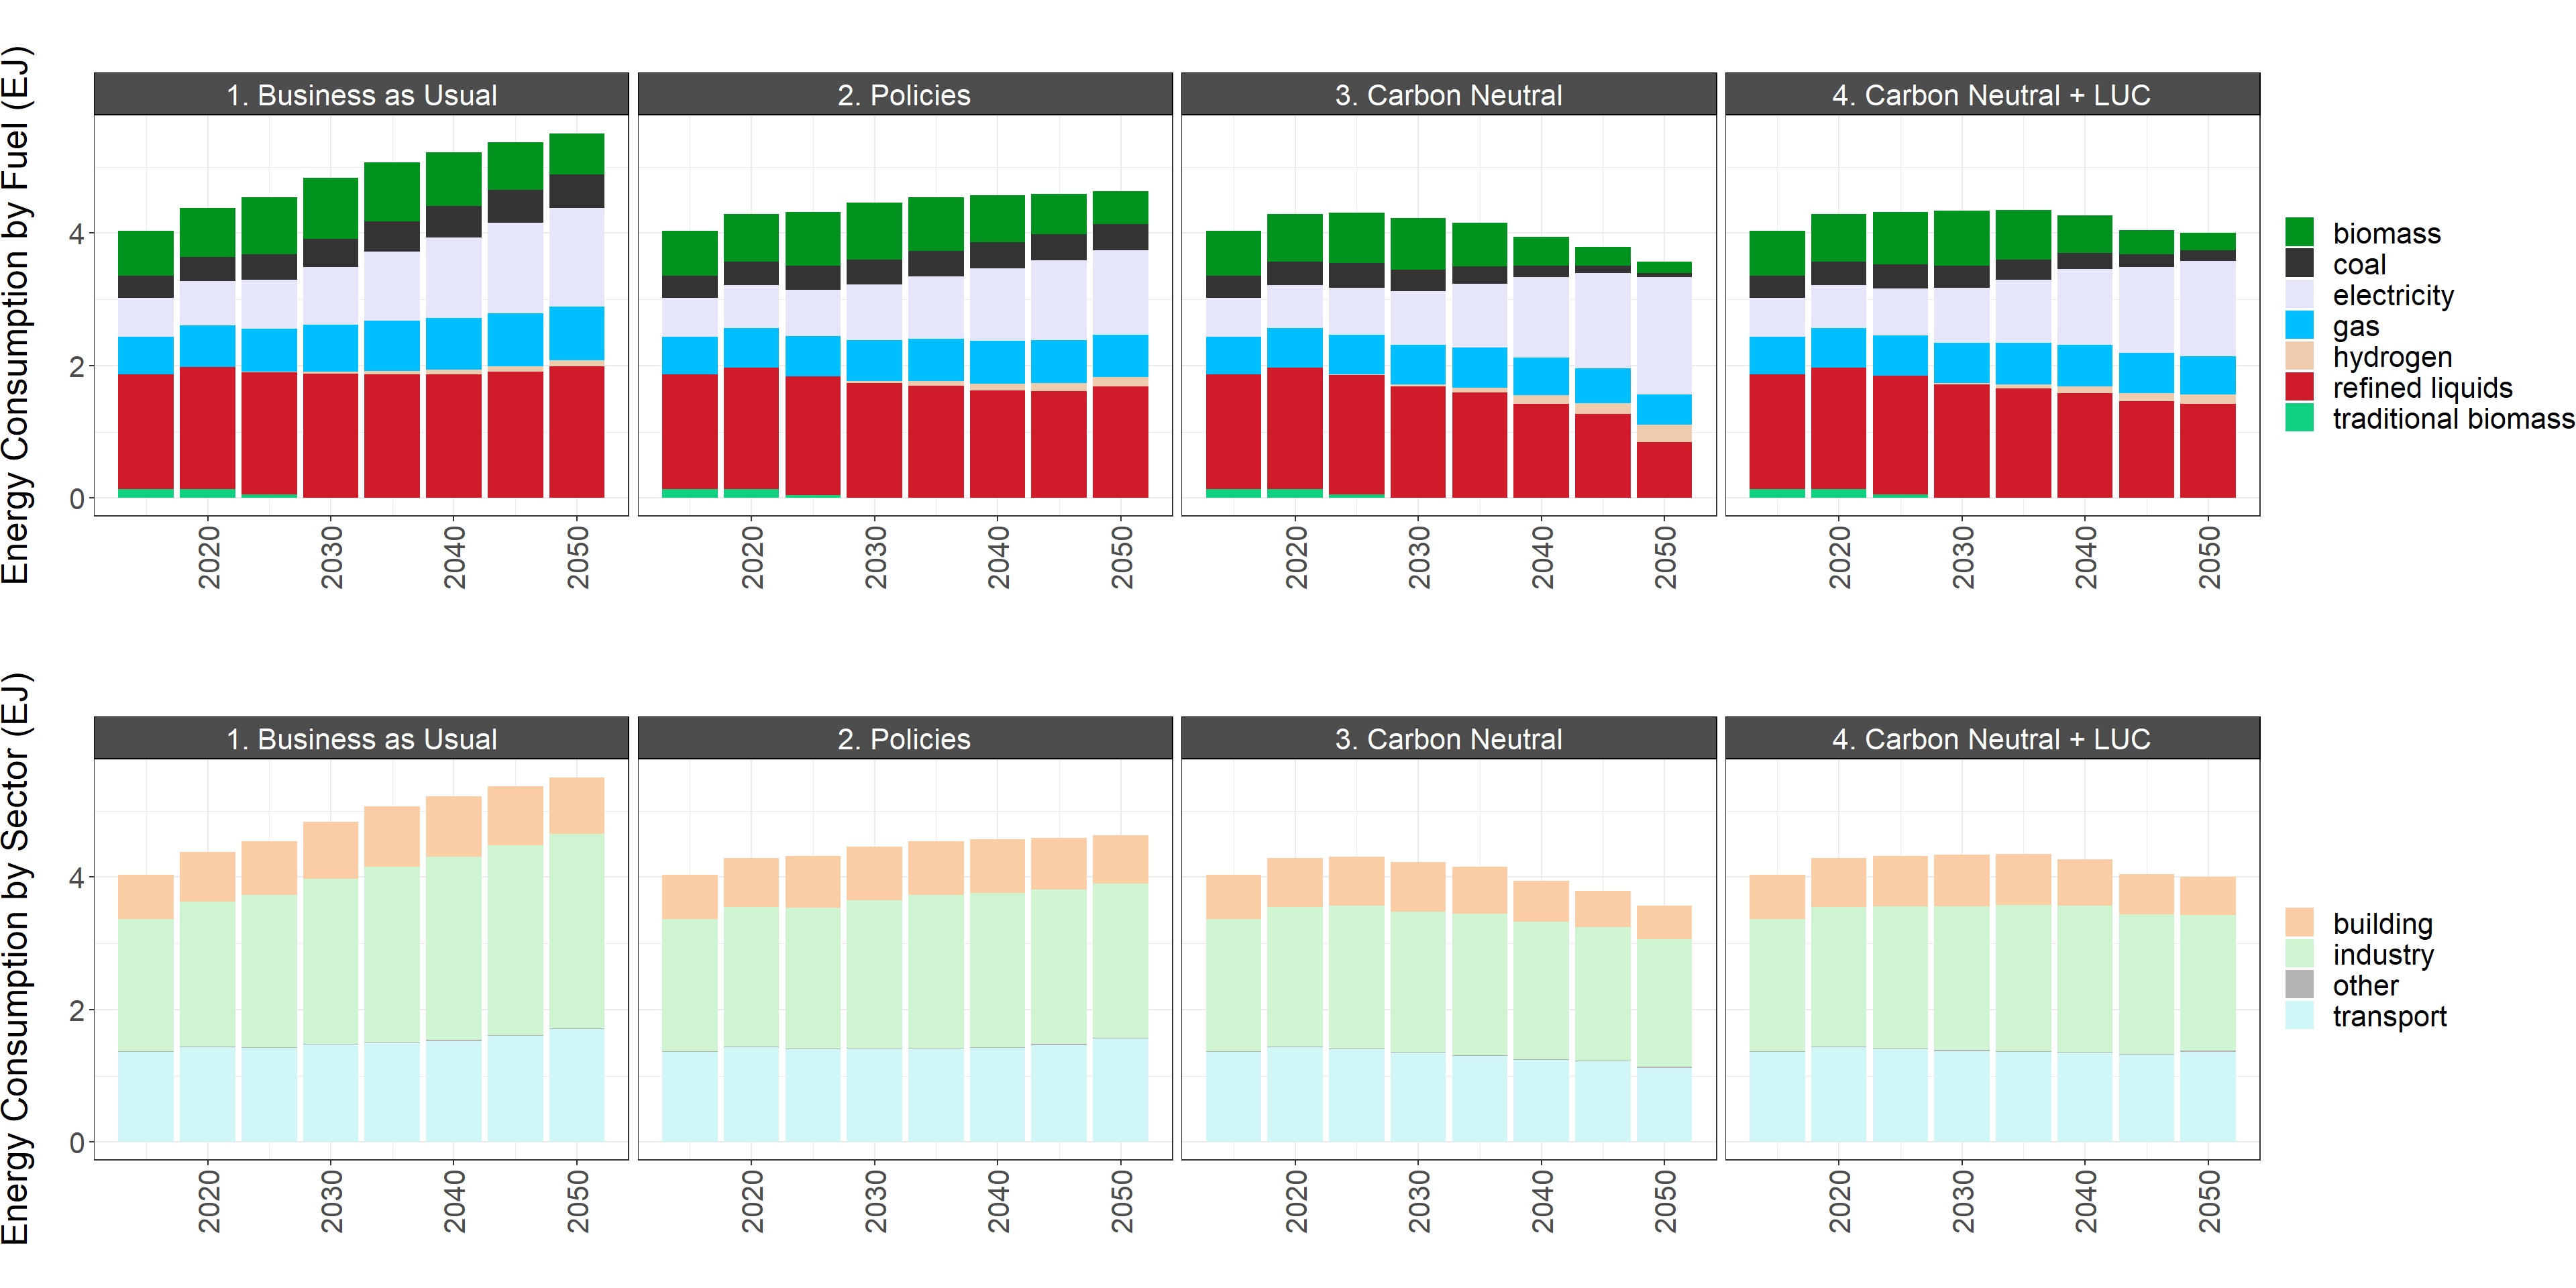 Energy Consumption by Fuel (EJ)
1. Business as Usual
2. Policies
3. Carbon Neutral
4. Carbon Neutral + LUC
4
2
0
2020
2030
2040
2050
2020
2030
2040
2050
2020
2030
2040
2050
2020
2030
2040
2050
biomass
coal
electricity
gas
hydrogen
refined liquids
traditional biomass
Energy Consumption by Sector (EJ)
1. Business as Usual
2. Policies
3. Carbon Neutral
4. Carbon Neutral + LUC
4
2
0
2020
2030
2040
2050
2020
2030
2040
2050
2020
2030
2040
2050
2020
2030
2040
2050
building
industry
other
transport